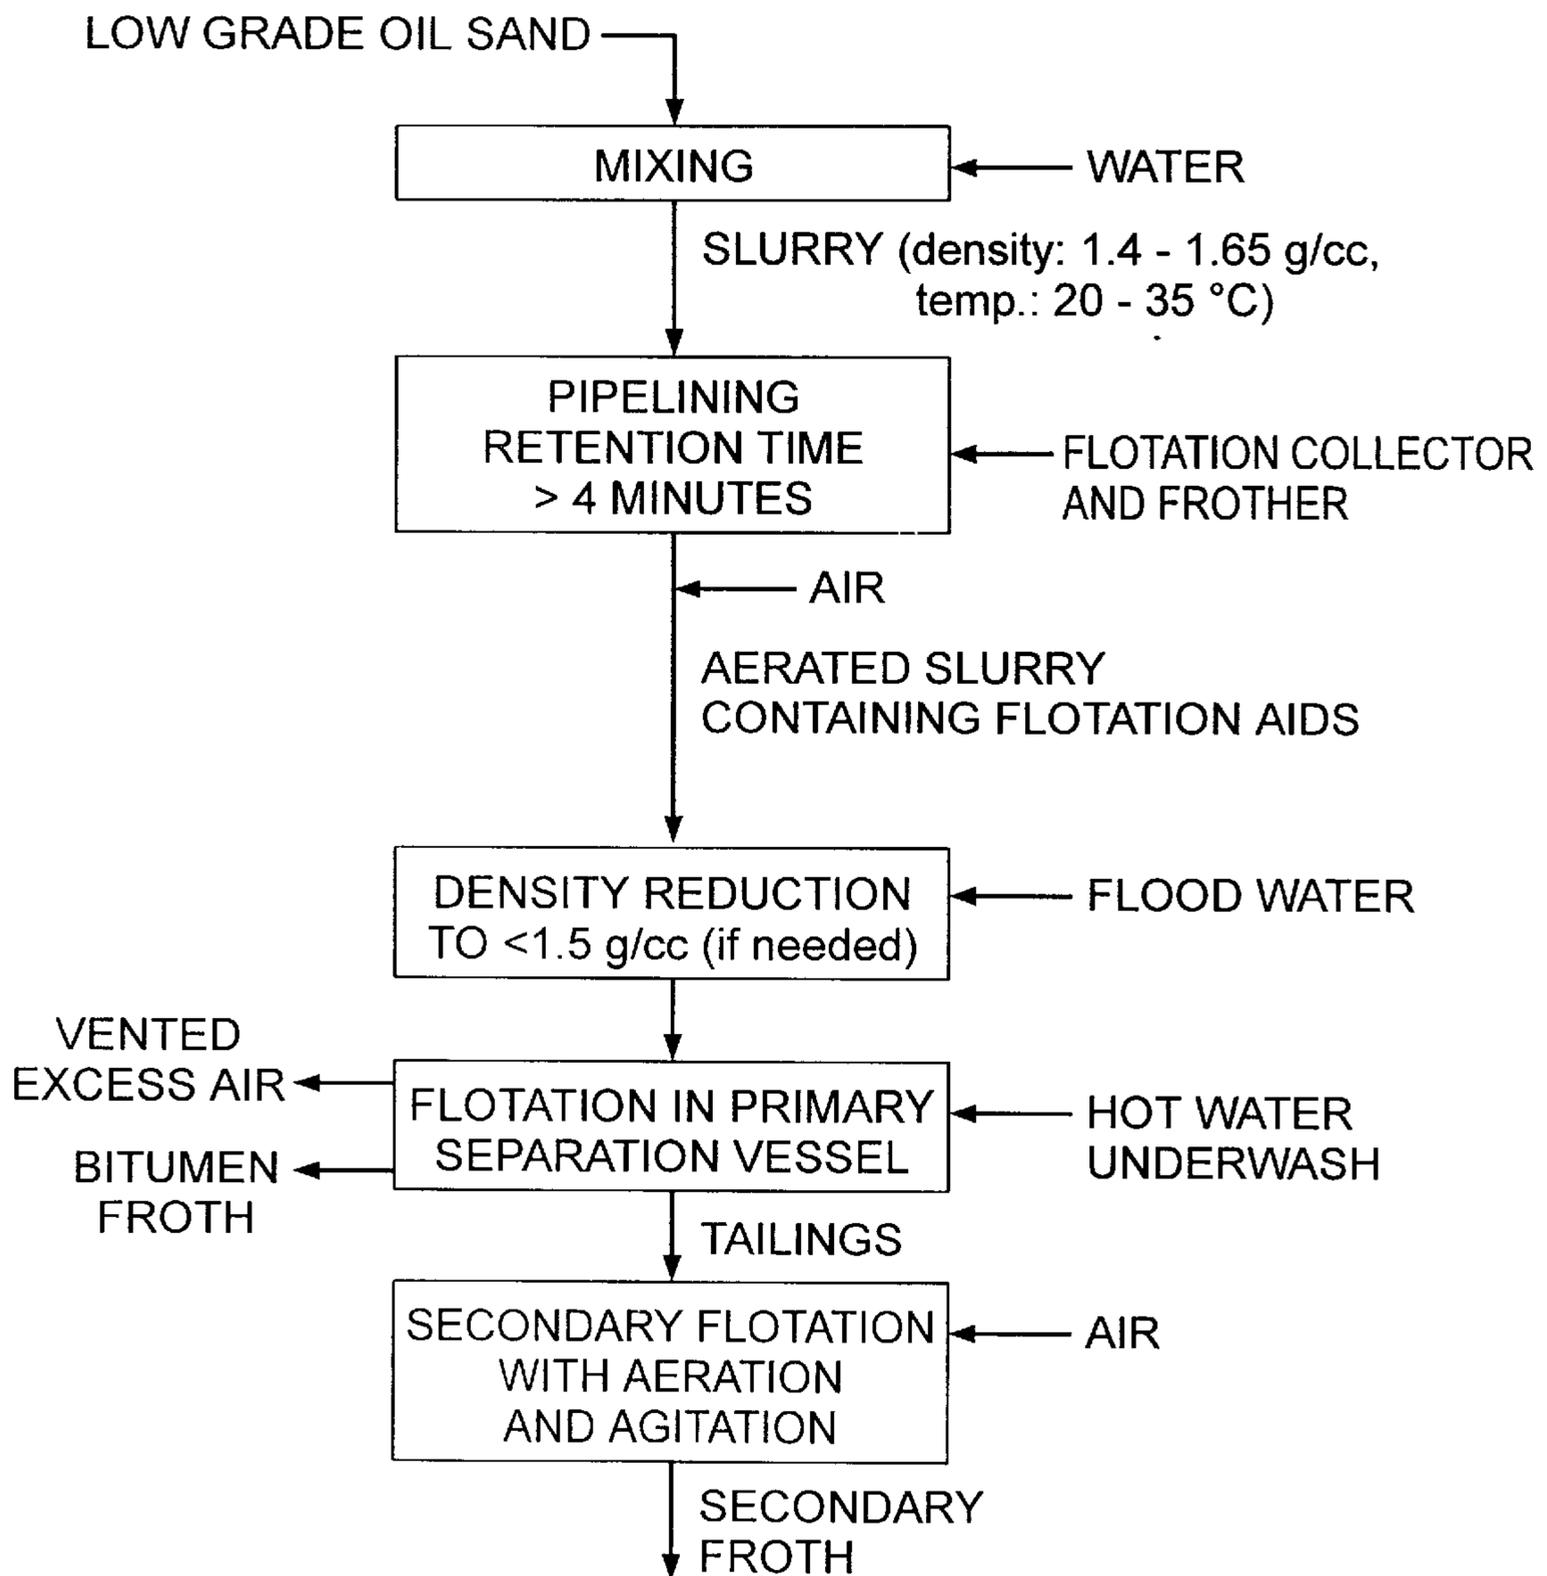 LOW GRADE OIL SAND
MIXING
WATER
SLURRY (density: 1.4 - 1.65 g/cc,
temp.: 20 - 35 °C)
PIPELINING
RETENTION TIME
> 4 MINUTES
FLOTATION COLLECTOR
AND FROTHER
AIR
AERATED SLURRY
CONTAINING FLOTATION AIDS
DENSITY REDUCTION
TO <1.5 g/cc (if needed)
FLOOD WATER
VENTED
EXCESS AIR
BITUMEN
FROTH
FLOTATION IN PRIMARY
SEPARATION VESSEL
HOT WATER
UNDERWASH
TAILINGS
SECONDARY FLOTATION
WITH AERATION
AND AGITATION
AIR
SECONDARY
FROTH